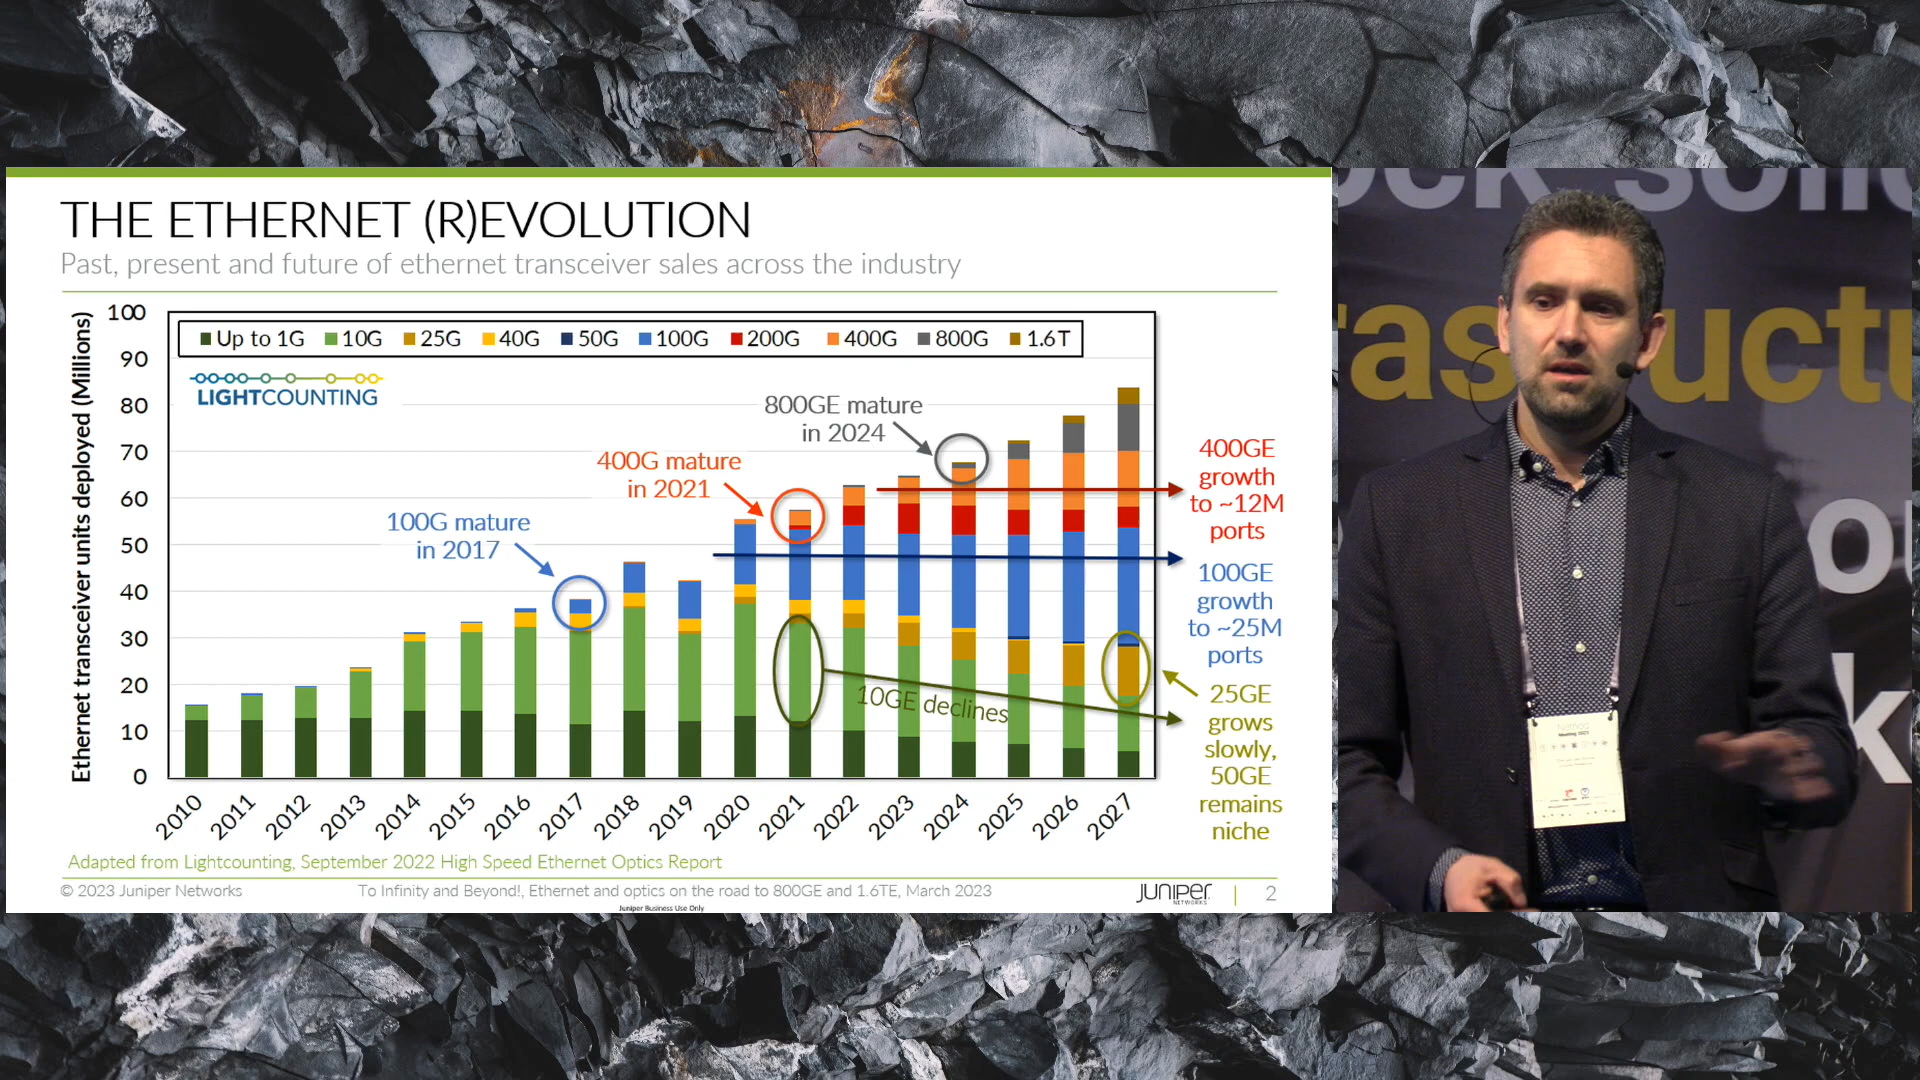 THE ETHERNET (R)EVOLUTION
Past, present and future of ethernet transceiver sales across the industry
Ethernet transceiver units deployed (Millions)
100
90
80
70
60
50
40
30
20
10
0
Up to 1G 10G 25G 40G 50G 100G 200G 400G 800G 1.6T
LIGHTCOUNTING
100G mature
in 2017
400G mature
in 2021
800GE mature
in 2024
10GE declines
400GE
growth
to ~12M
ports
100GE
growth
to ~25M
ports
25GE
grows
slowly,
50GE
remains
niche
2010 2011 2012 2013 2014 2015 2016 2017 2018 2019 2020 2021 2022 2023 2024 2025 2026 2027
Adapted from Lightcounting, September 2022 High Speed Ethernet Optics Report
© 2023 Juniper Networks
To Infinity and Beyond!, Ethernet and optics on the road to 800GE and 1.6TE, March 2023
JUNIPER
NETWORKS
2
Juniper Business Use Only